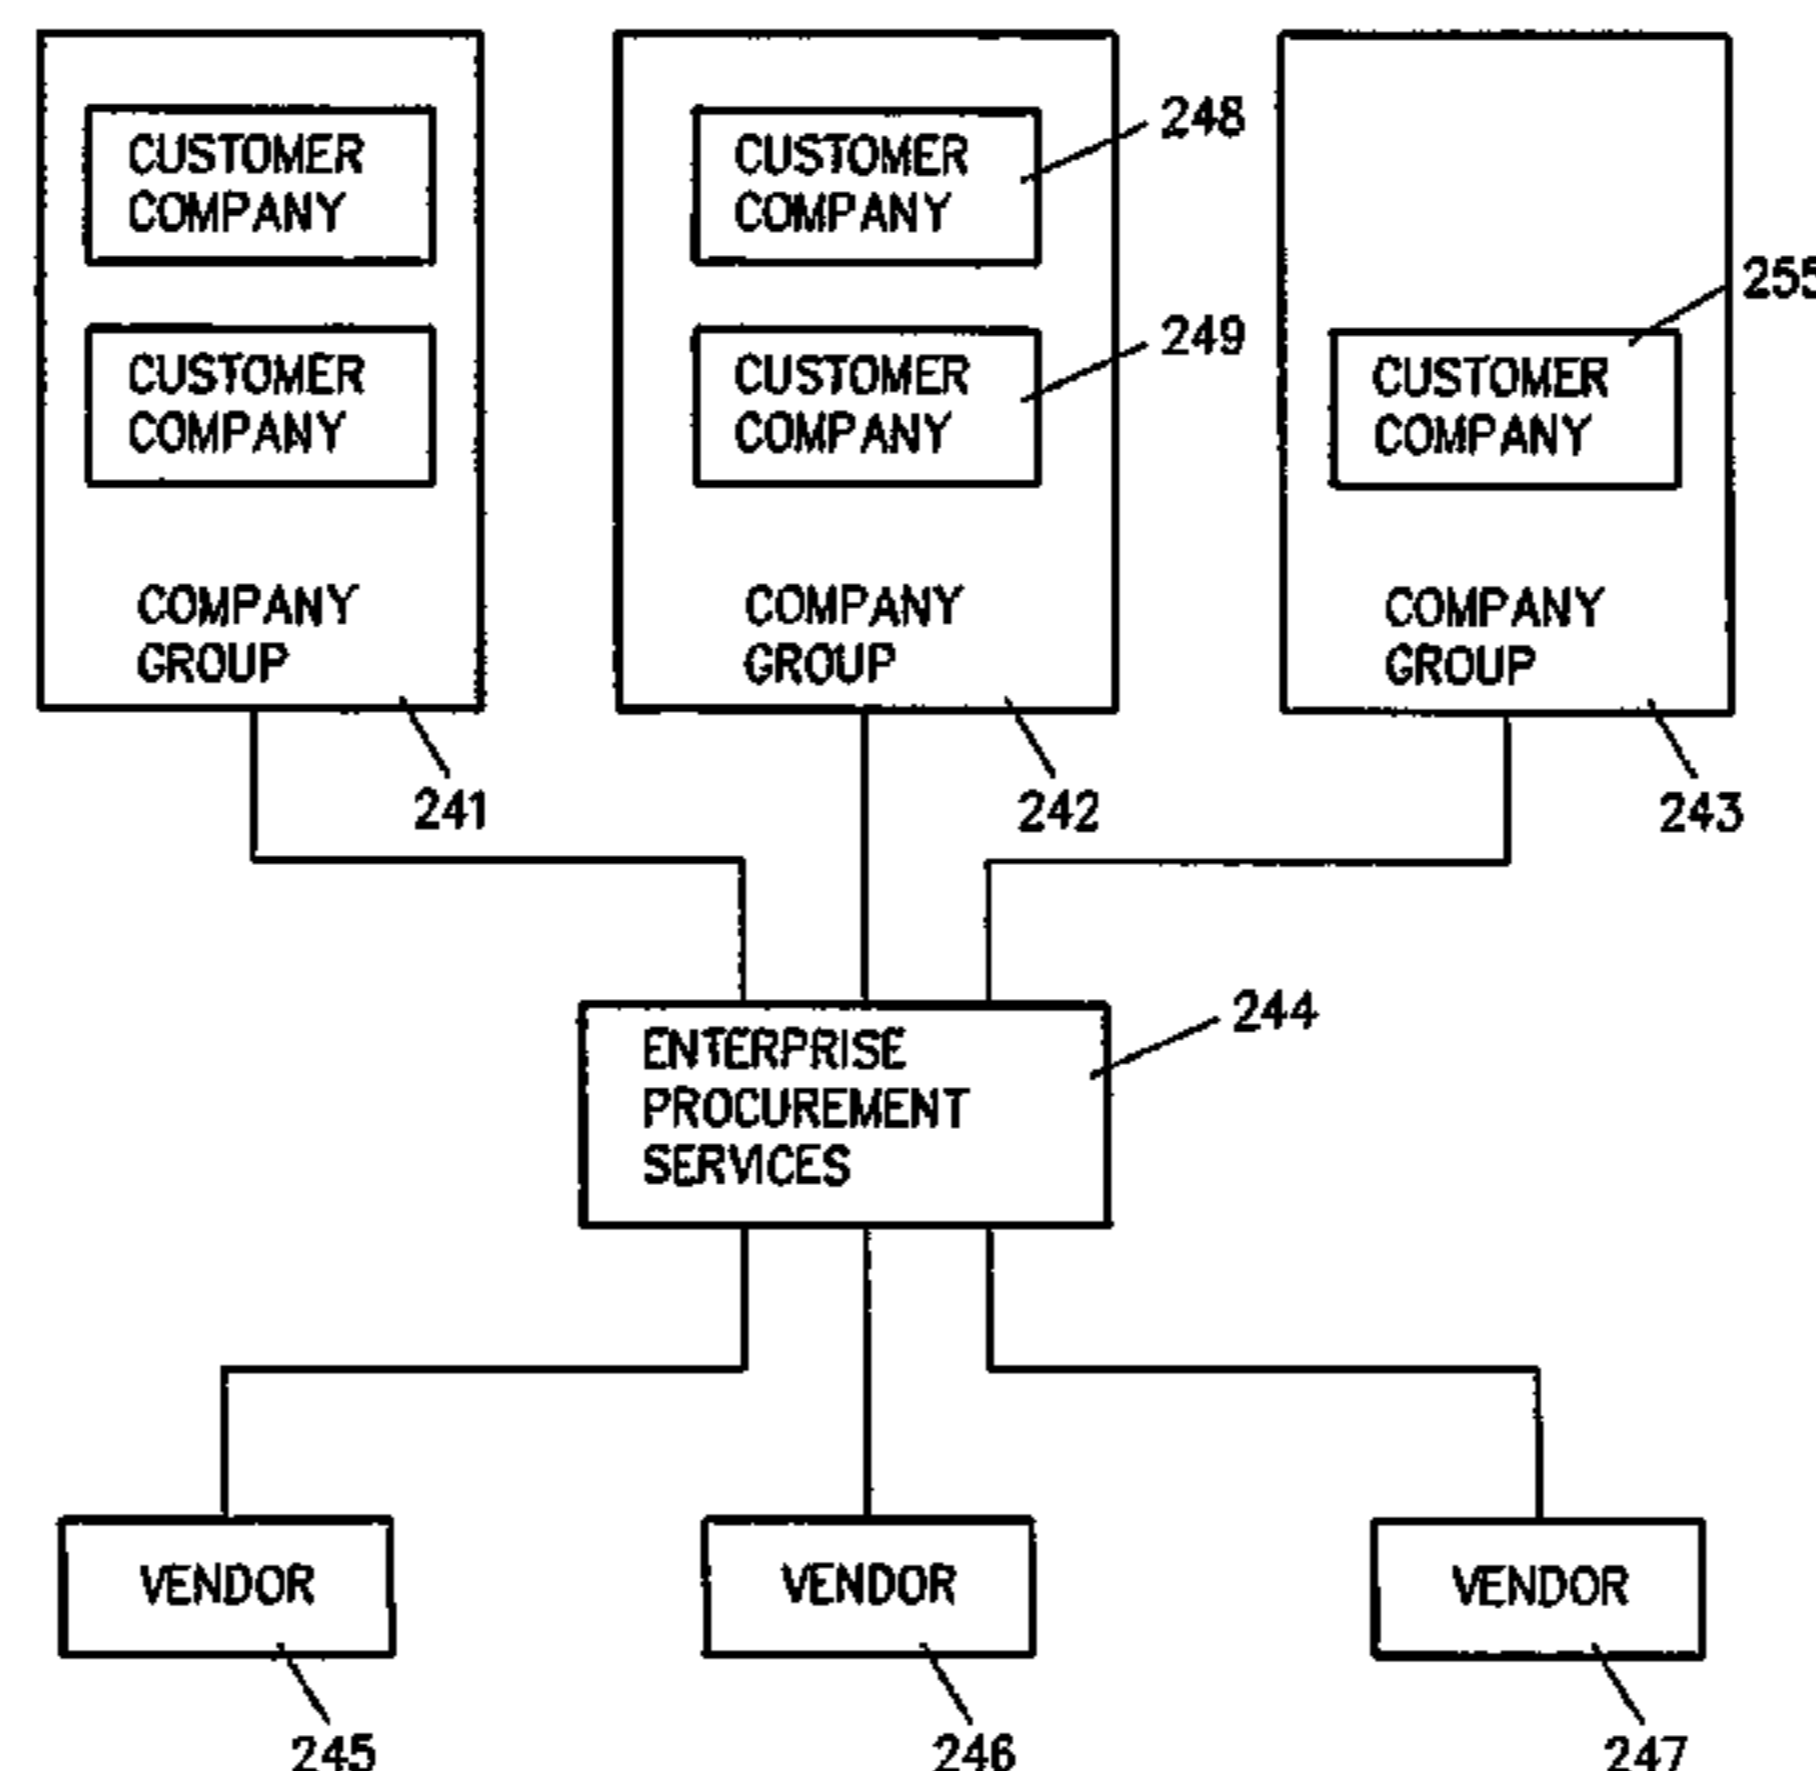 CUSTOMER
COMPANY
CUSTOMER
COMPANY
COMPANY
GROUP
241
CUSTOMER
COMPANY
248
CUSTOMER
COMPANY
249
COMPANY
GROUP
242
255
CUSTOMER
COMPANY
COMPANY
GROUP
243
ENTERPRISE
PROCUREMENT
SERVICES
244
VENDOR
245
VENDOR
246
VENDOR
247